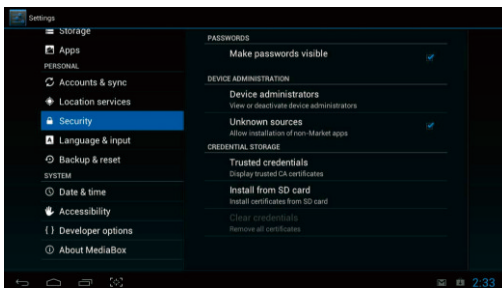 Settings
Storage
Apps
PERSONAL
Accounts & sync
Location services
Security
Language & input
Backup & reset
SYSTEM
Date & time
Accessibility
Developer options
About MediaBox
PASSWORDS
Make passwords visible
DEVICE ADMINISTRATION
Device administrators
View or deactivate device administrators
Unknown sources
Allow installation of non-Market apps
CREDENTIAL STORAGE
Trusted credentials
Display trusted CA certificates
Install from SD card
Install certificates from SD card
Clear credentials
Remove all certificates
2:33